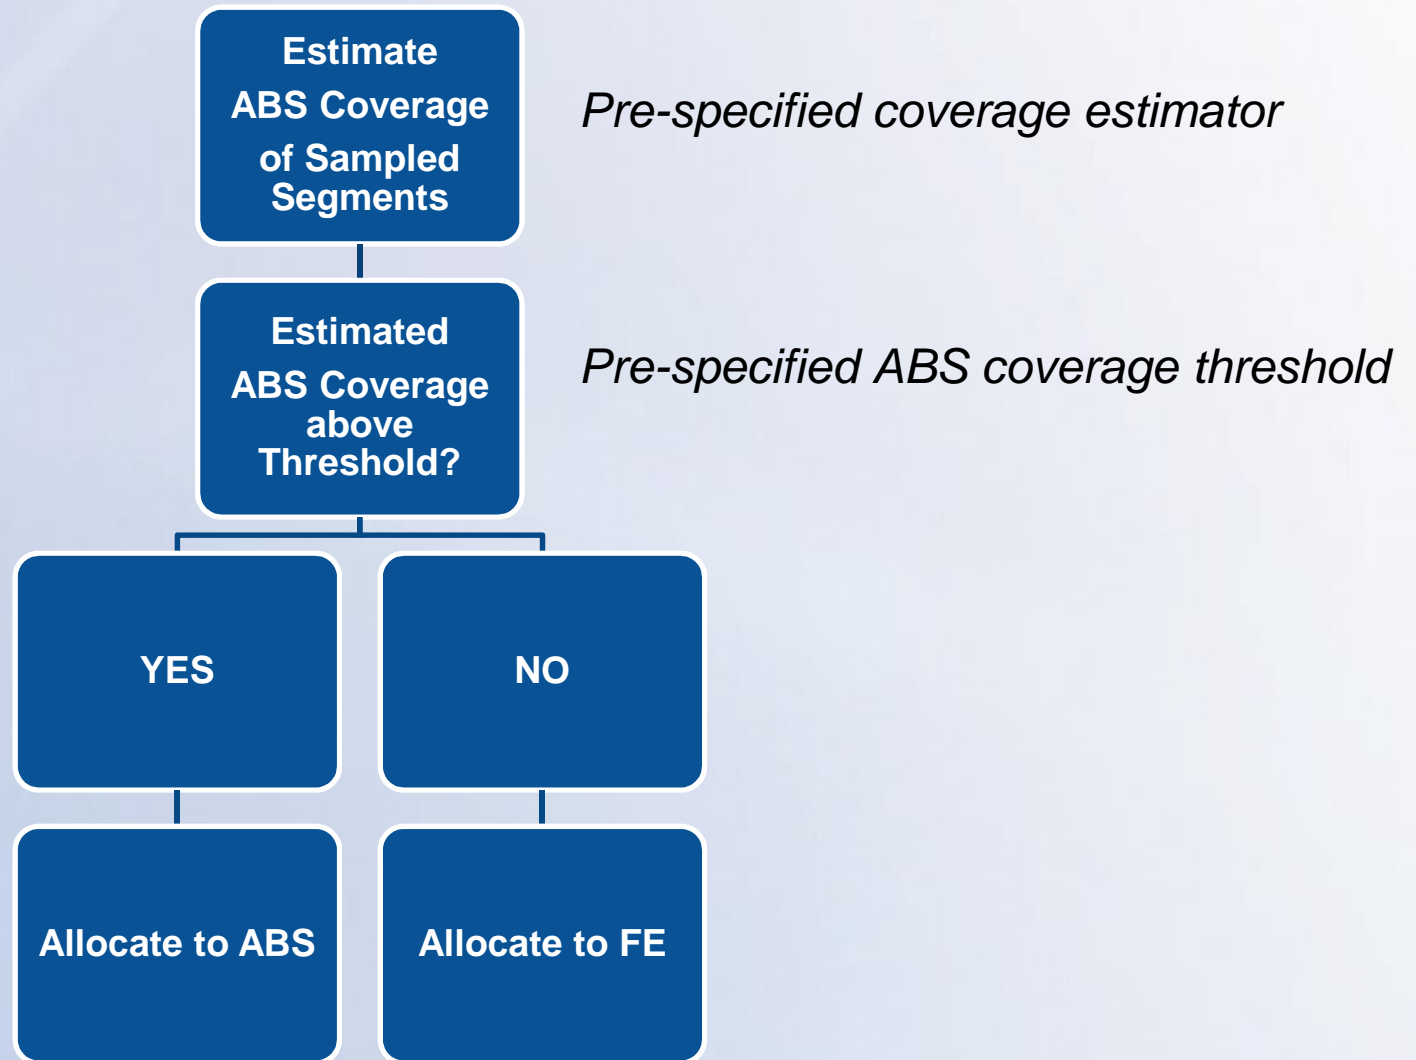 Estimate
ABS Coverage
of Sampled
Segments
Pre-specified coverage estimator
Estimated
ABS Coverage
above
Threshold?
Pre-specified ABS coverage threshold
YES
NO
Allocate to ABS
Allocate to FE